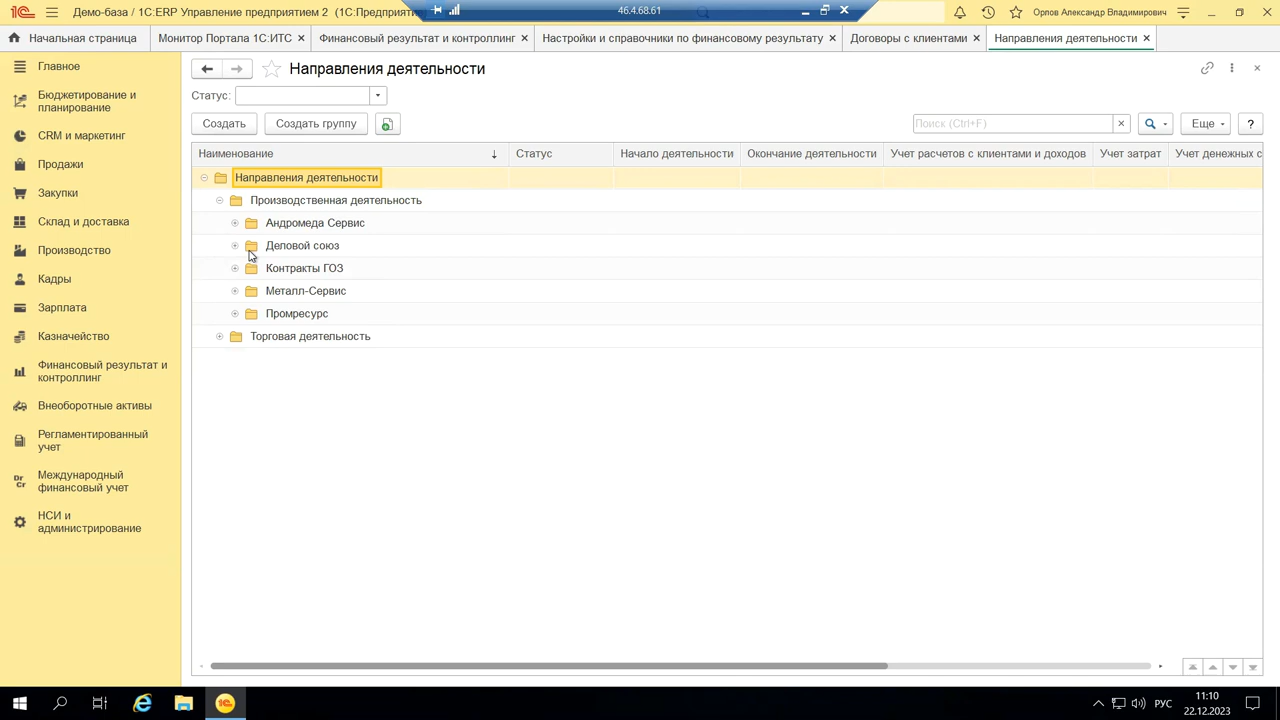 Демо-база / 1С:ERP Управление предприятием 2 (1С:Предприятие
46.4.68.61
Орлов Александр Владимирович
Начальная страница
Монитор Портала 1С:ИТС
Финансовый результат и контроллинг
Настройки и справочники по финансовому результату
Договоры с клиентами
Направления деятельности
Главное
Бюджетирование и
планирование
CRM и маркетинг
Продажи
Закупки
Склад и доставка
Производство
Кадры
Зарплата
Казначейство
Финансовый результат и
контроллинг
Внеоборотные активы
Регламентированный
учет
Международный
финансовый учет
НСИ и
администрирование
Направления деятельности
Статус:
Создать
Создать группу
Поиск (Ctrl+F)
Еще
?
Наименование
Статус
Начало деятельности
Окончание деятельности
Учет расчетов с клиентами и доходов
Учет затрат
Учет денежных с
Направления деятельности
Производственная деятельность
Андромеда Сервис
Деловой союз
Контракты ГОЗ
Металл-Сервис
Промресурс
Торговая деятельность
РУС
11:10
22.12.2023